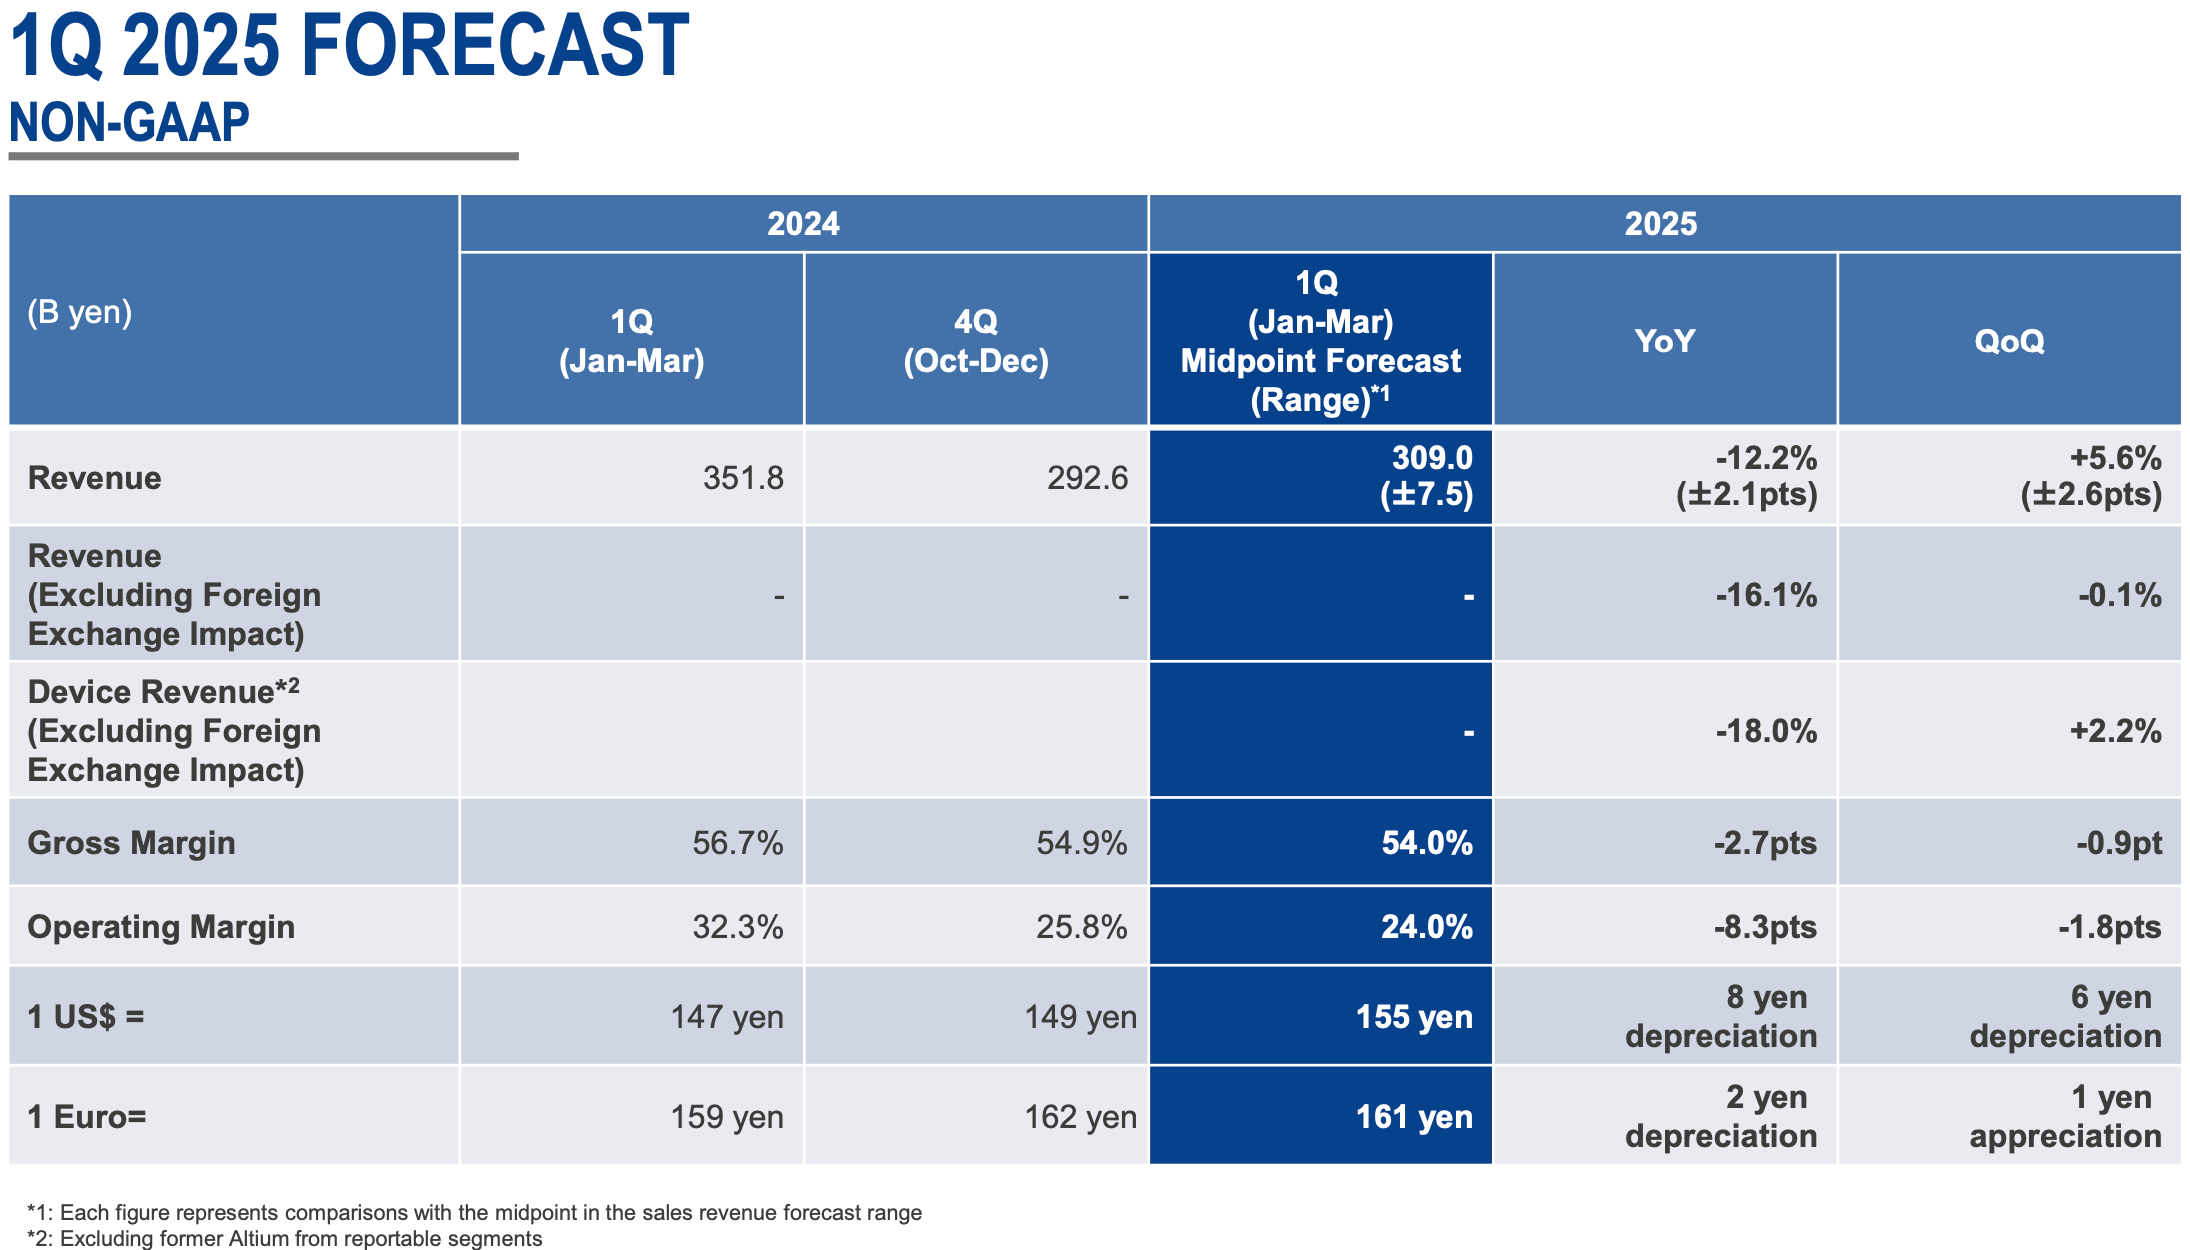 1Q 2025 FORECAST
NON-GAAP
(B yen)
2024
2025
1Q
(Jan-Mar)
4Q
(Oct-Dec)
1Q
(Jan-Mar)
Midpoint Forecast
(Range)*1
YoY
QoQ
Revenue
351.8
292.6
309.0
(±7.5)
-12.2%
(±2.1pts)
+5.6%
(±2.6pts)
Revenue
(Excluding Foreign
Exchange Impact)
-
-
-
-16.1%
-0.1%
Device Revenue*2
(Excluding Foreign
Exchange Impact)
-
-18.0%
+2.2%
Gross Margin
56.7%
54.9%
54.0%
-2.7pts
-0.9pt
Operating Margin
32.3%
25.8%
24.0%
-8.3pts
-1.8pts
1 US$ =
147 yen
149 yen
155 yen
8 yen
depreciation
6 yen
depreciation
1 Euro=
159 yen
162 yen
161 yen
2 yen
depreciation
1 yen
appreciation
*1: Each figure represents comparisons with the midpoint in the sales revenue forecast range
*2: Excluding former Altium from reportable segments